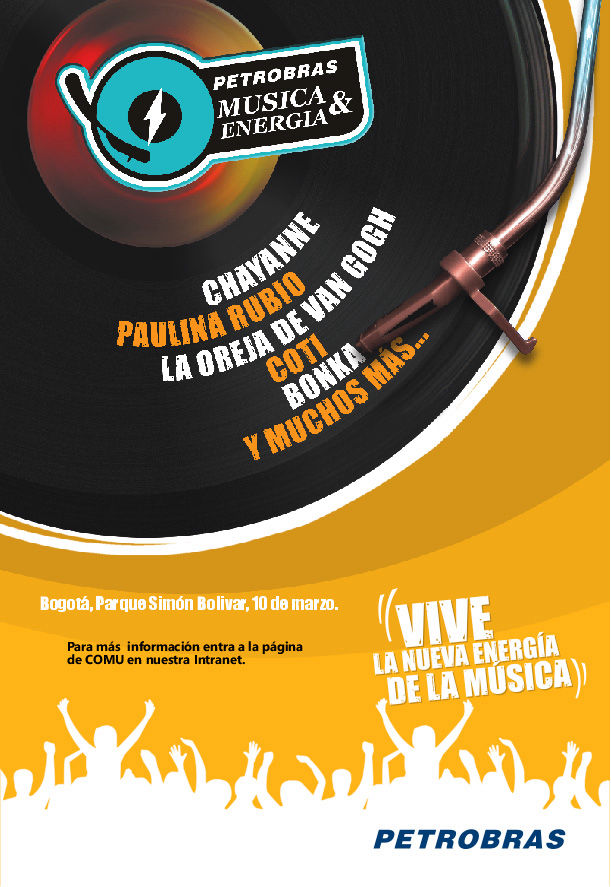 PETROBRAS
MUSICA &
ENERGIA
CHAYANNE
PAULINA RUBIO
LA OREJA DE VAN GOGH
COTI
BONKA
Y MUCHOS MÁS...
Bogotá, Parque Simón Bolivar, 10 de marzo.
Para más información entra a la página
de COMU en nuestra Intranet.
VIVE
LA NUEVA ENERGÍA
DE LA MÚSICA
PETROBRAS